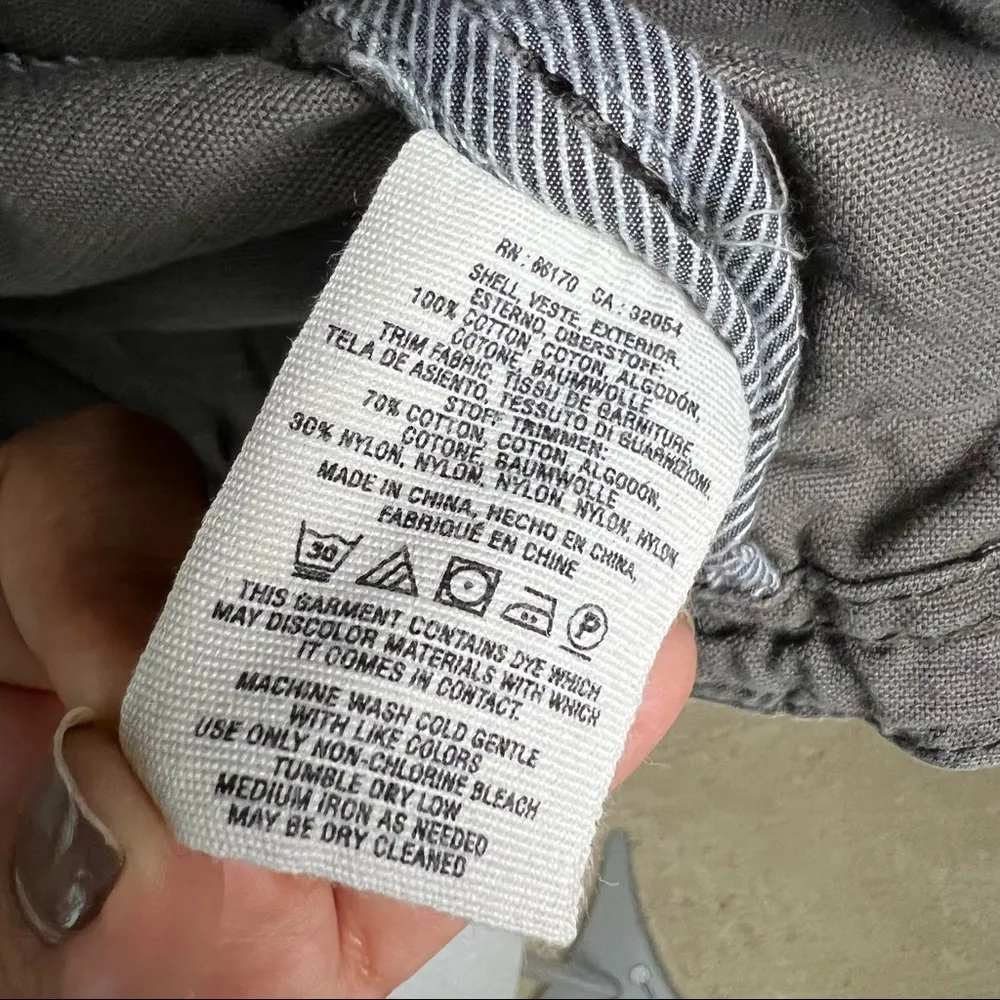 RN: 66170 CA: 32054
SHELL, VESTE, EXTERIOR,
ESTERNO, OBERSTOFF:
100% COTTON, COTON, ALGODÓN,
COTONE, BAUMWOLLE
TRIM FABRIC, TISSU DE GARNITURE,
TELA DE ASIENTO, TESSUTO DI GUARNIZIONI,
STOFF TRIMMEN:
70% COTTON, COTON, ALGODÓN,
COTONE, BAUMWOLLE,
30% NYLON, NYLON, NYLON, NYLON, NYLON
MADE IN CHINA, HECHO EN CHINA,
FABRIQUÉ EN CHINE
30 P
THIS GARMENT CONTAINS DYE WHICH
MAY DISCOLOR MATERIALS WITH WHICH
IT COMES IN CONTACT.
MACHINE WASH COLD GENTLE
WITH LIKE COLORS
USE ONLY NON-CHLORINE BLEACH
TUMBLE DRY LOW
MEDIUM IRON AS NEEDED
MAY BE DRY CLEANED